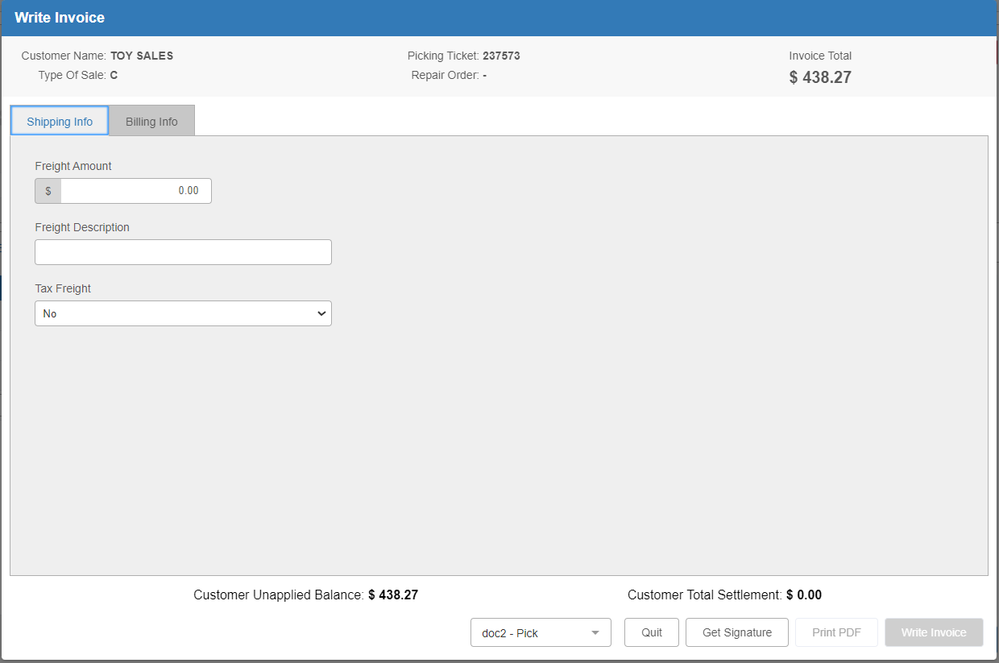 Write Invoice
Customer Name: TOY SALES
Picking Ticket: 237573
Invoice Total
Type Of Sale: C
Repair Order: -
$ 438.27
Shipping Info
Billing Info
Freight Amount
$ 0.00
Freight Description
Tax Freight
No
Customer Unapplied Balance: $ 438.27
Customer Total Settlement: $ 0.00
doc2 - Pick
Quit
Get Signature
Print PDF
Write Invoice